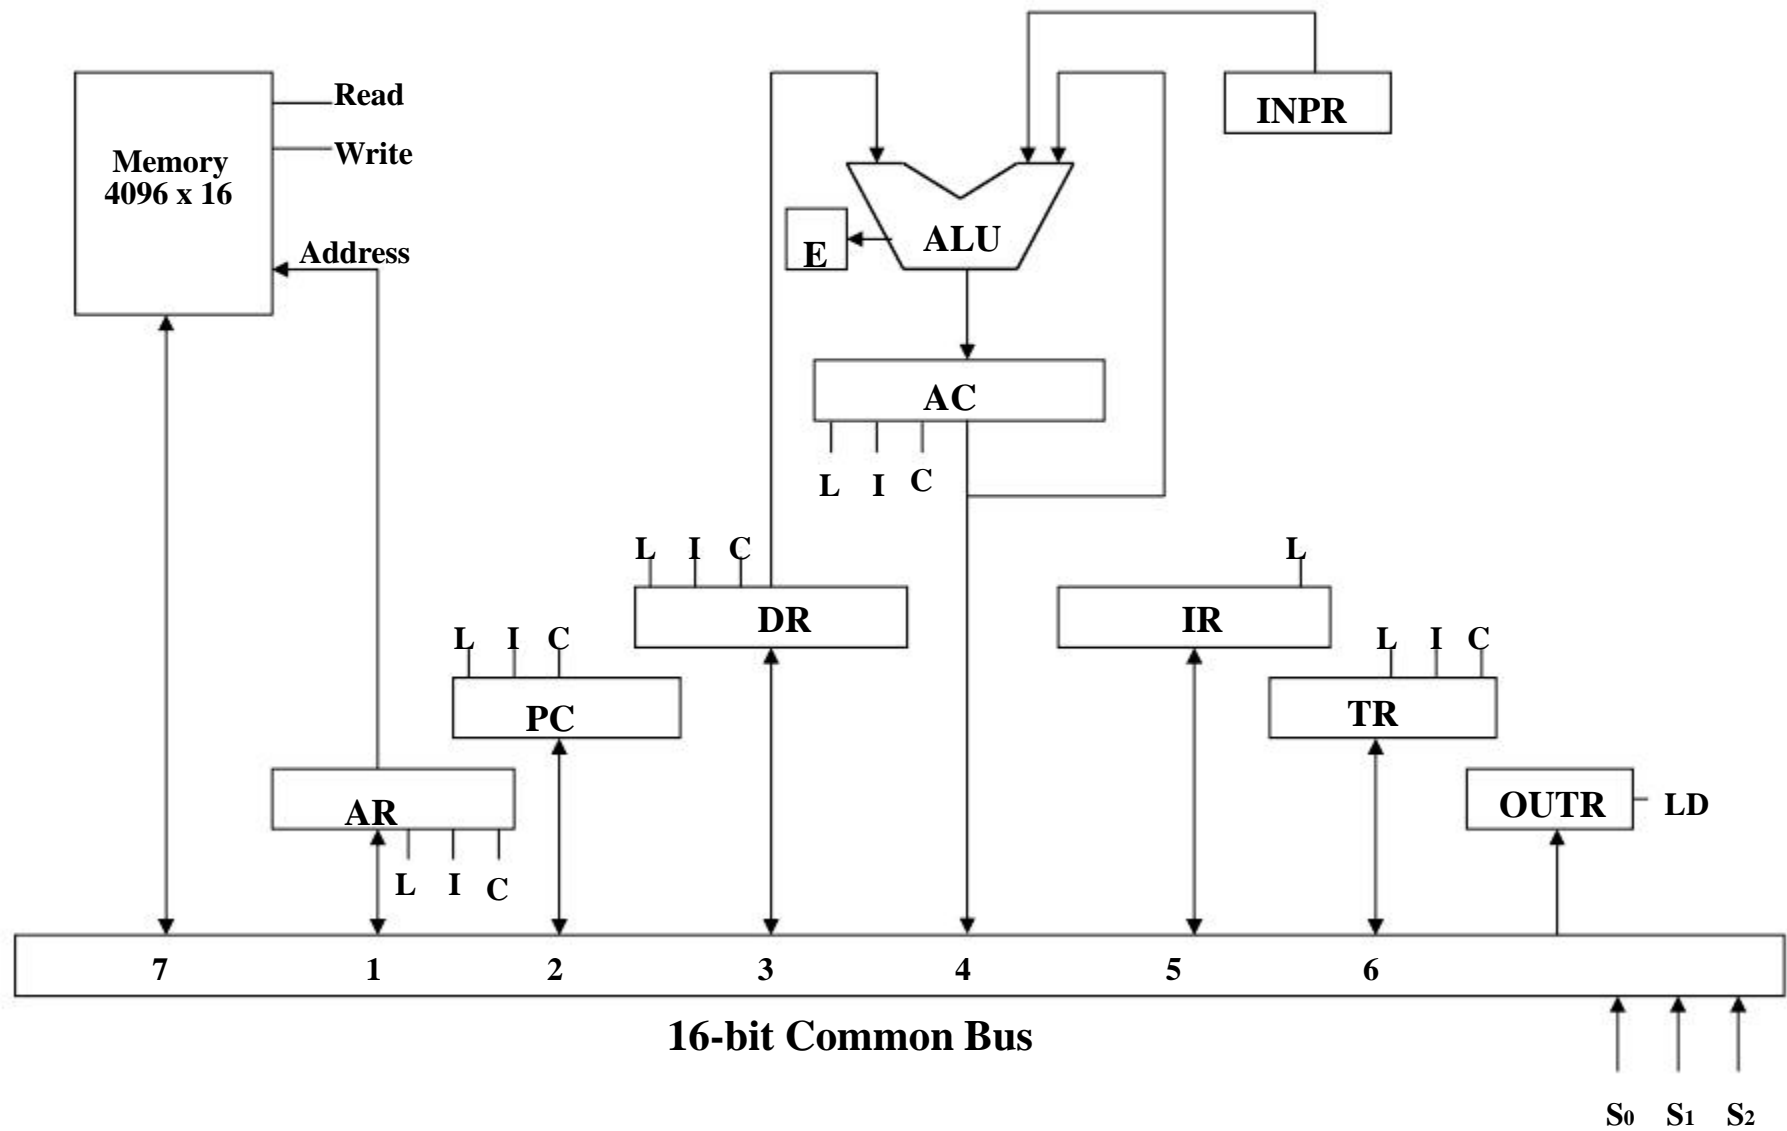 Read
INPR
Write
Memory
4096 x 16
ALU
Address
E
AC
L I C
L I C
L
DR
IR
L I C
L I C
PC
TR
AR
OUTR LD
L I C
7 1 2 3 4 5 6
16-bit Common Bus
S0 S1 S2